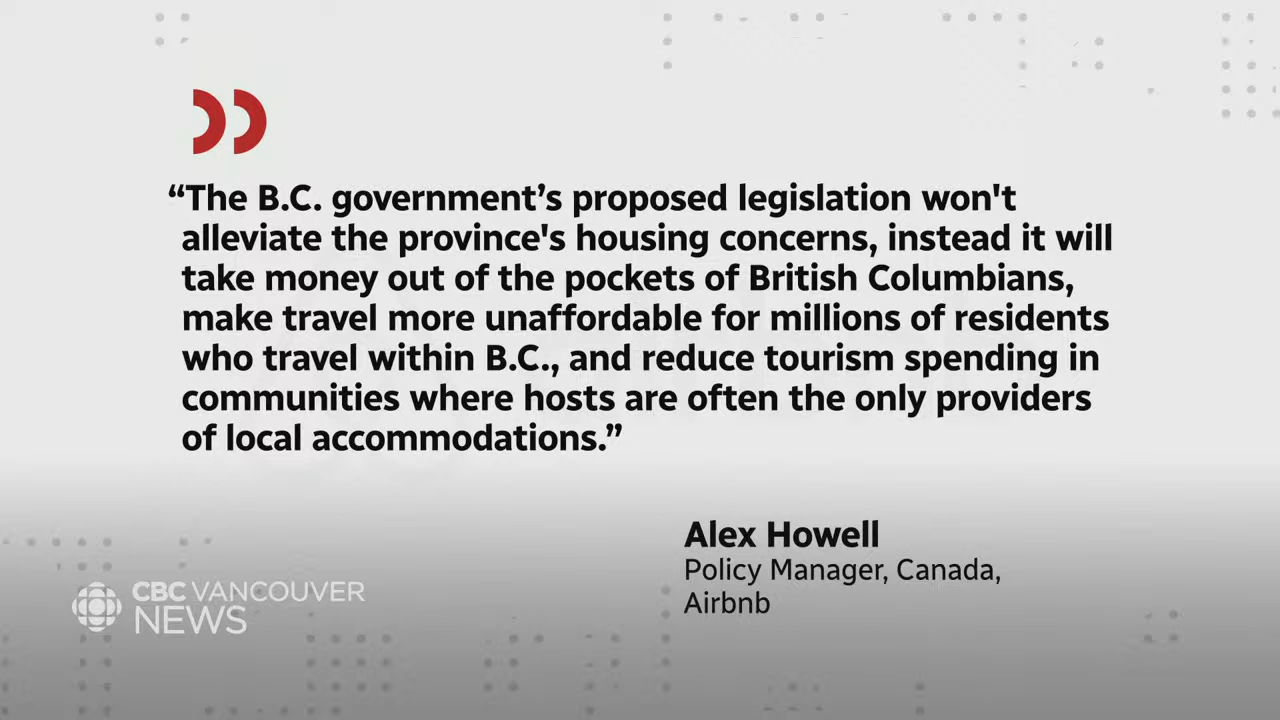 “The B.C. government’s proposed legislation won't
alleviate the province's housing concerns, instead it will
take money out of the pockets of British Columbians,
make travel more unaffordable for millions of residents
who travel within B.C., and reduce tourism spending in
communities where hosts are often the only providers
of local accommodations.”
Alex Howell
Policy Manager, Canada,
Airbnb
CBC VANCOUVER
NEWS